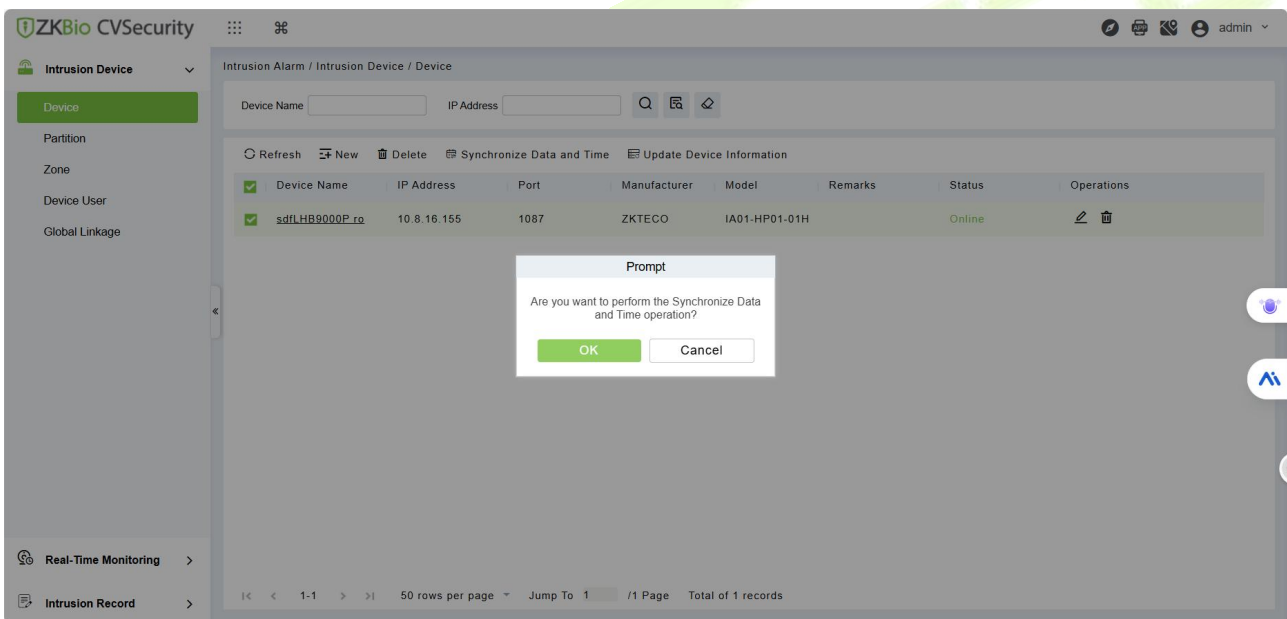 ZKBio CVSecurity
admin
Intrusion Device
Intrusion Alarm / Intrusion Device / Device
Device
Device Name
IP Address
Partition
Zone
Device User
Global Linkage
Refresh New Delete Synchronize Data and Time Update Device Information
Device Name IP Address Port Manufacturer Model Remarks Status Operations
sdfLHB9000P ro 10.8.16.155 1087 ZKTECO IA01-HP01-01H Online
Prompt
Are you want to perform the Synchronize Data
and Time operation?
OK Cancel
Real-Time Monitoring
Intrusion Record
1-1 50 rows per page Jump To 1 /1 Page Total of 1 records